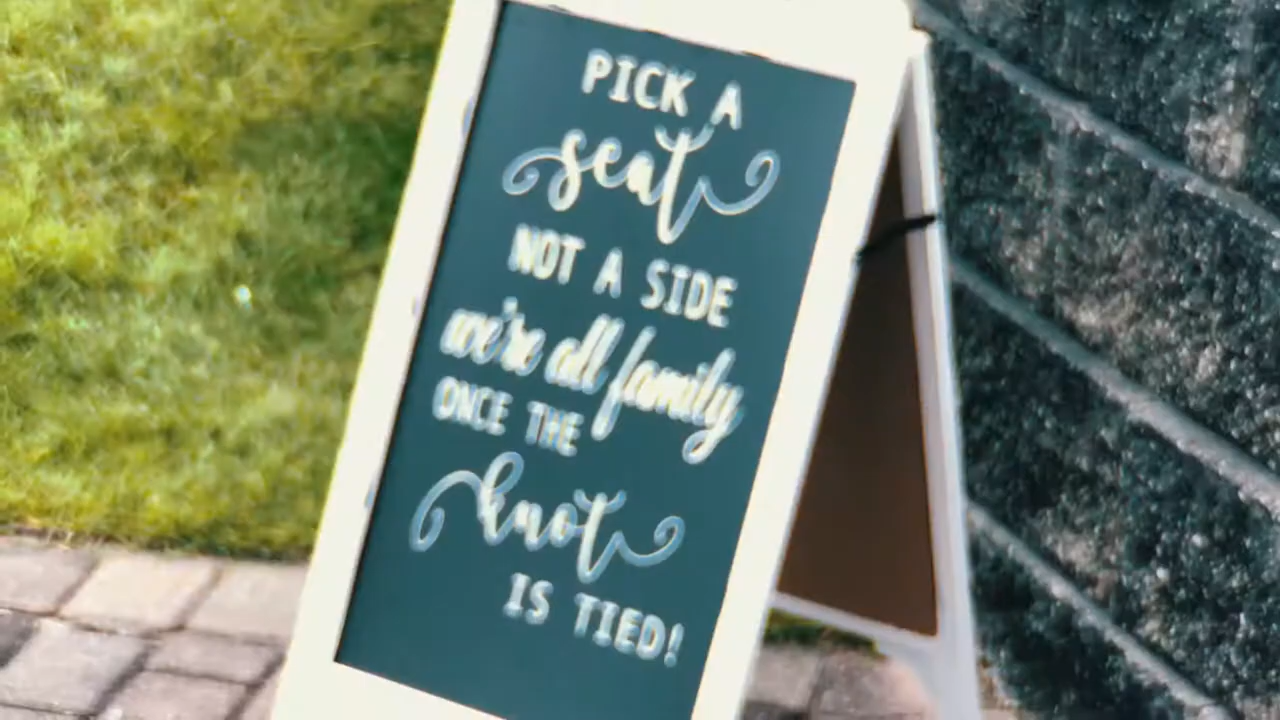 PICK A
seat
NOT A SIDE
we're all family
ONCE THE
knot
IS TIED!